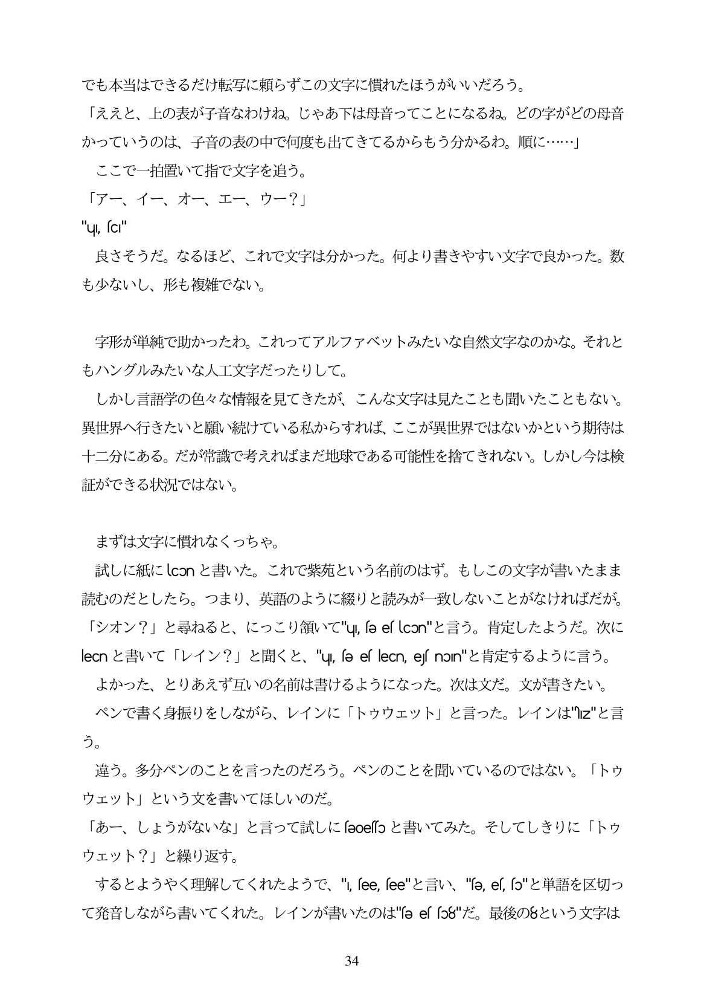 でも本当はできるだけ転写に頼らずこの文字に慣れたほうがいいだろう。
「ええと、上の表が子音なわけね。じゃあ下は母音ってことになるね。どの字がどの母音
かっていうのは、子音の表の中で何度も出てきてるからもう分かるわ。順に……」
ここで一拍置いて指で文字を追う。
「アー、イー、オー、エー、ウー？」
"ɥı, ſcı"
良さそうだ。なるほど、これで文字は分かった。何より書きやすい文字で良かった。数
も少ないし、形も複雑でない。
字形が単純で助かったわ。これってアルファベットみたいな自然文字なのかな。それと
もハングルみたいな人工文字だったりして。
しかし言語学の色々な情報を見てきたが、こんな文字は見たことも聞いたこともない。
異世界へ行きたいと願い続けている私からすれば、ここが異世界ではないかという期待は
十二分にある。だが常識で考えればまだ地球である可能性を捨てきれない。しかし今は検
証ができる状況ではない。
まずは文字に慣れなくっちゃ。
試しに紙に lcɔn と書いた。これで紫苑という名前のはず。もしこの文字が書いたまま
読むのだとしたら。つまり、英語のように綴りと読みが一致しないことがなければだが。
「シオン？」と尋ねると、にっこり頷いて"ɥı, ſə eſ lcɔn"と言う。肯定したようだ。次に
lecn と書いて「レイン？」と聞くと、"ɥı, ſə eſ lecn, eȷſ nɔın"と肯定するように言う。
よかった、とりあえず互いの名前は書けるようになった。次は文だ。文が書きたい。
ペンで書く身振りをしながら、レインに「トゥウェット」と言った。レインは"と言
う。
違う。多分ペンのことを言ったのだろう。ペンのことを聞いているのではない。「トゥ
ウェット」という文を書いてほしいのだ。
「あー、しょうがないな」と言って試しに ſəoeſſɔ と書いてみた。そしてしきりに「トゥ
ウェット？」と繰り返す。
するとようやく理解してくれたようで、"ı, ſee, ſee"と言い、"ſə, eſ, ſɔ"と単語を区切っ
て発音しながら書いてくれた。レインが書いたのは"ſə eſ ſɔ8"だ。最後の8という文字は
34